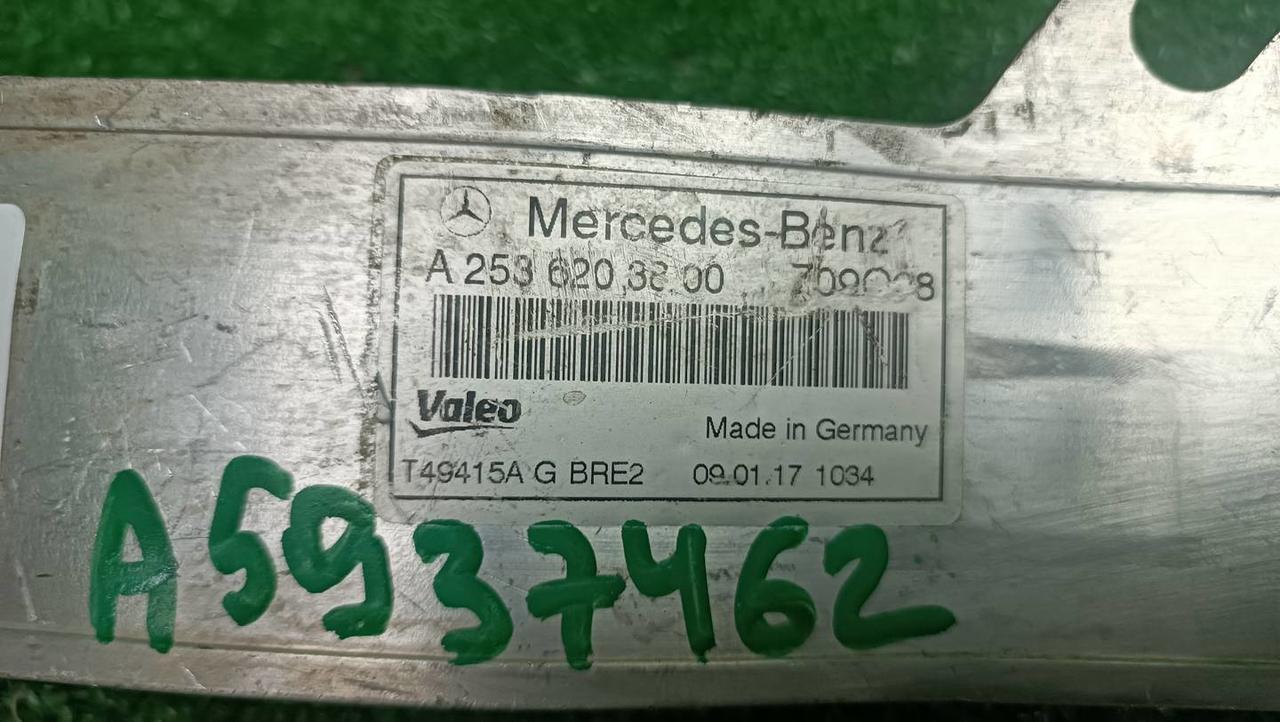 Mercedes-Benz
A 253 620 38 00
Valeo
Made in Germany
T49415A G BRE2 09.01.17 1034
A5937462